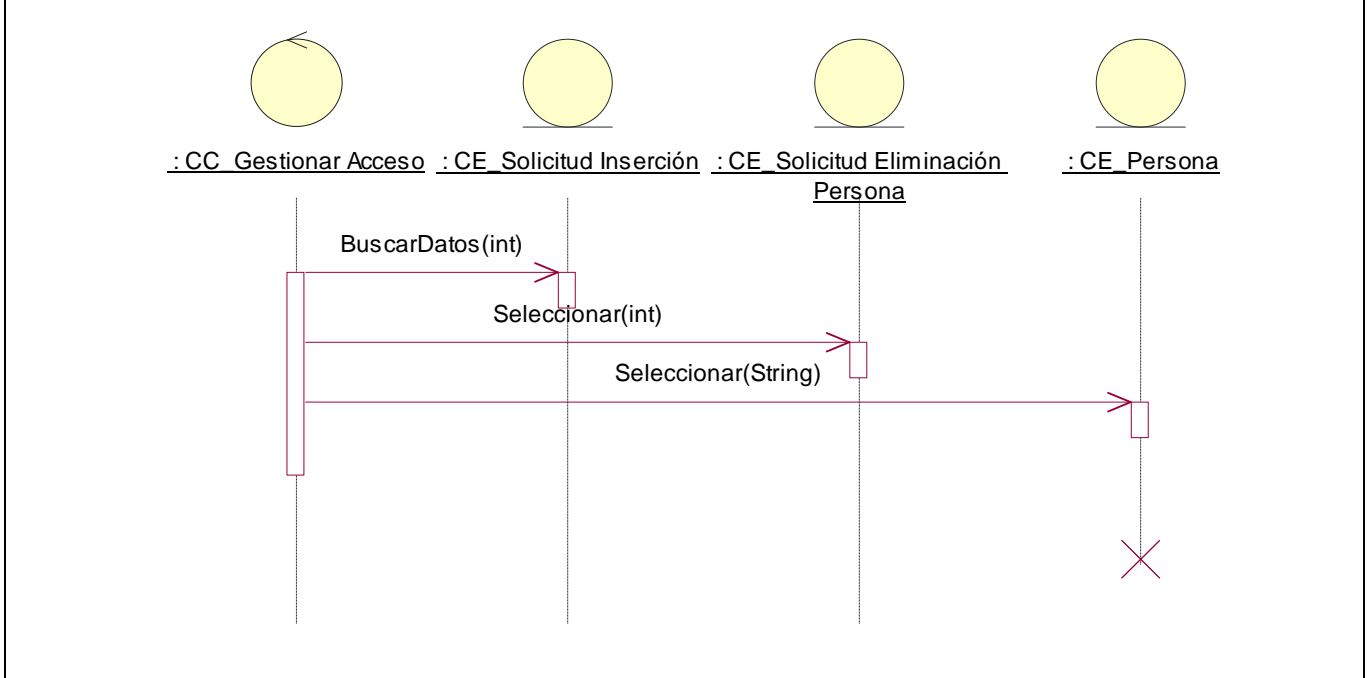 : CC_Gestionar Acceso
: CE_Solicitud Inserción
: CE_Solicitud Eliminación
Persona
: CE_Persona
BuscarDatos(int)
Seleccionar(int)
Seleccionar(String)